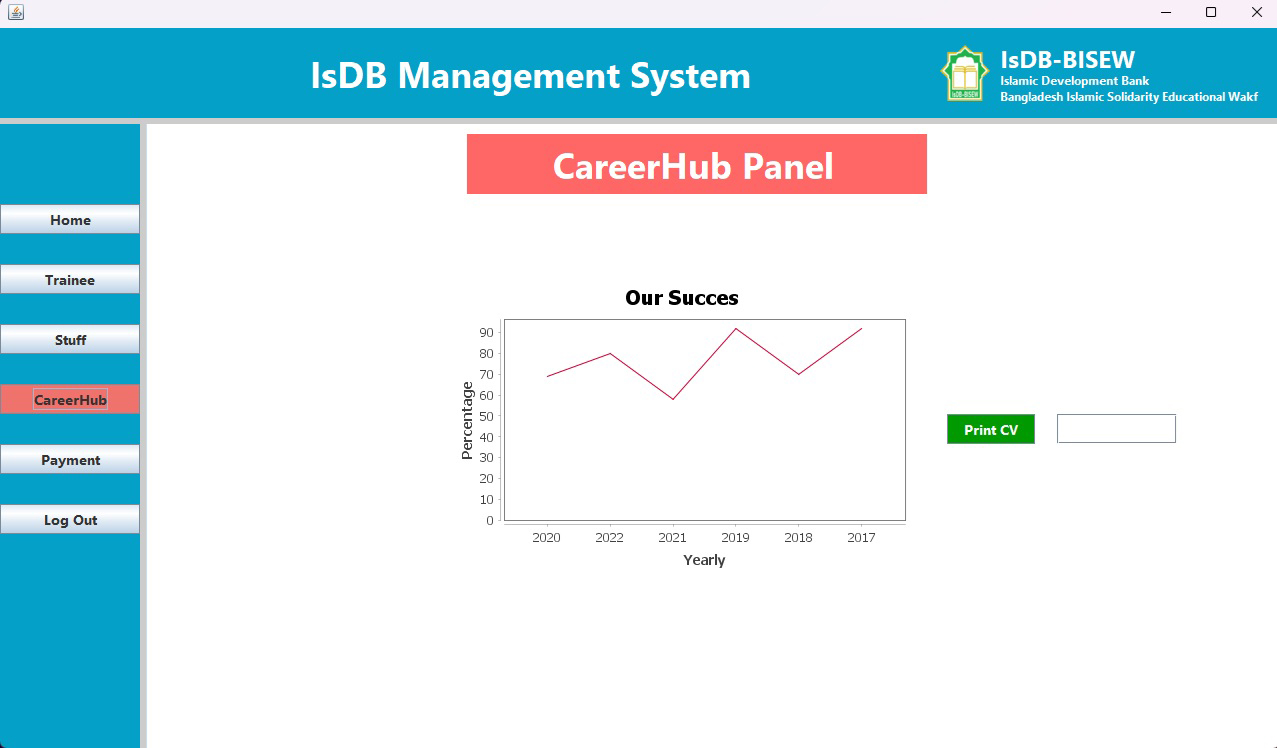 IsDB Management System
IsDB-BISEW
IsDB-BISEW
Islamic Development Bank
Bangladesh Islamic Solidarity Educational Wakf
CareerHub Panel
Home
Trainee
Stuff
CareerHub
Payment
Log Out
Our Succes
Percentage
90
80
70
60
50
40
30
20
10
0
2020 2022 2021 2019 2018 2017
Yearly
Print CV